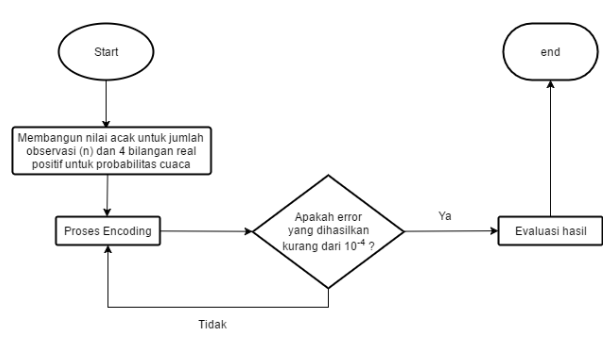 Start
end
Membangun nilai acak untuk jumlah
observasi (n) dan 4 bilangan real
positif untuk probabilitas cuaca
Proses Encoding
Apakah error
yang dihasilkan
kurang dari 10⁻⁴ ?
Ya
Evaluasi hasil
Tidak